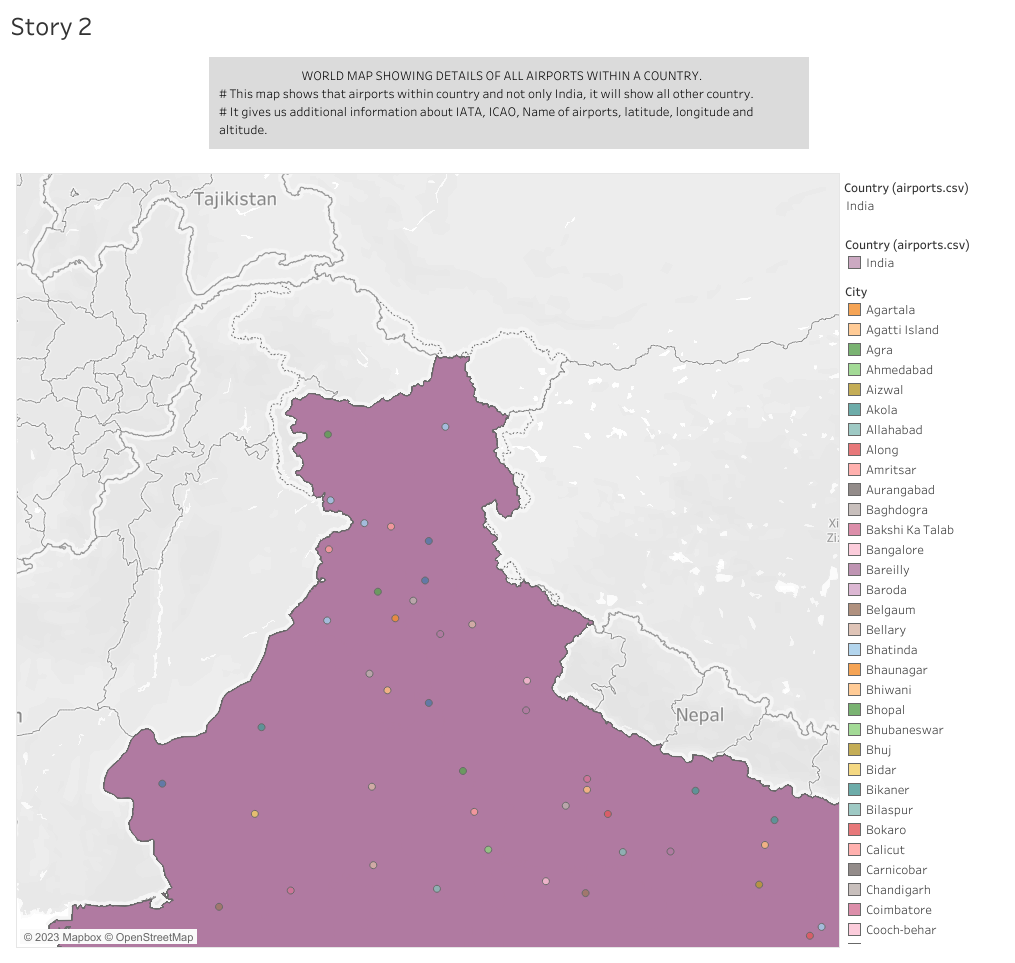 Story 2
WORLD MAP SHOWING DETAILS OF ALL AIRPORTS WITHIN A COUNTRY.
# This map shows that airports within country and not only India, it will show all other country.
# It gives us additional information about IATA, ICAO, Name of airports, latitude, longitude and
altitude.
Tajikistan
Xi
Zi
Nepal
© 2023 Mapbox © OpenStreetMap
Country (airports.csv)
India
Country (airports.csv)
India
City
Agartala
Agatti Island
Agra
Ahmedabad
Aizwal
Akola
Allahabad
Along
Amritsar
Aurangabad
Baghdogra
Bakshi Ka Talab
Bangalore
Bareilly
Baroda
Belgaum
Bellary
Bhatinda
Bhaunagar
Bhiwani
Bhopal
Bhubaneswar
Bhuj
Bidar
Bikaner
Bilaspur
Bokaro
Calicut
Carnicobar
Chandigarh
Coimbatore
Cooch-behar